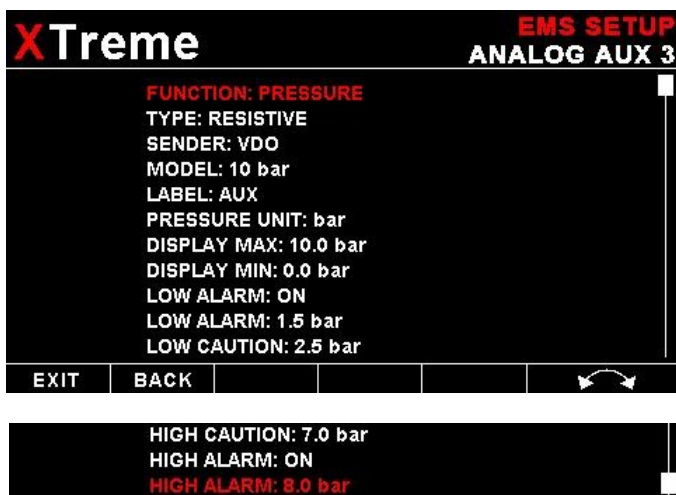 XTreme
EMS SETUP
ANALOG AUX 3
FUNCTION: PRESSURE
TYPE: RESISTIVE
SENDER: VDO
MODEL: 10 bar
LABEL: AUX
PRESSURE UNIT: bar
DISPLAY MAX: 10.0 bar
DISPLAY MIN: 0.0 bar
LOW ALARM: ON
LOW ALARM: 1.5 bar
LOW CAUTION: 2.5 bar
EXIT BACK
HIGH CAUTION: 7.0 bar
HIGH ALARM: ON
HIGH ALARM: 8.0 bar